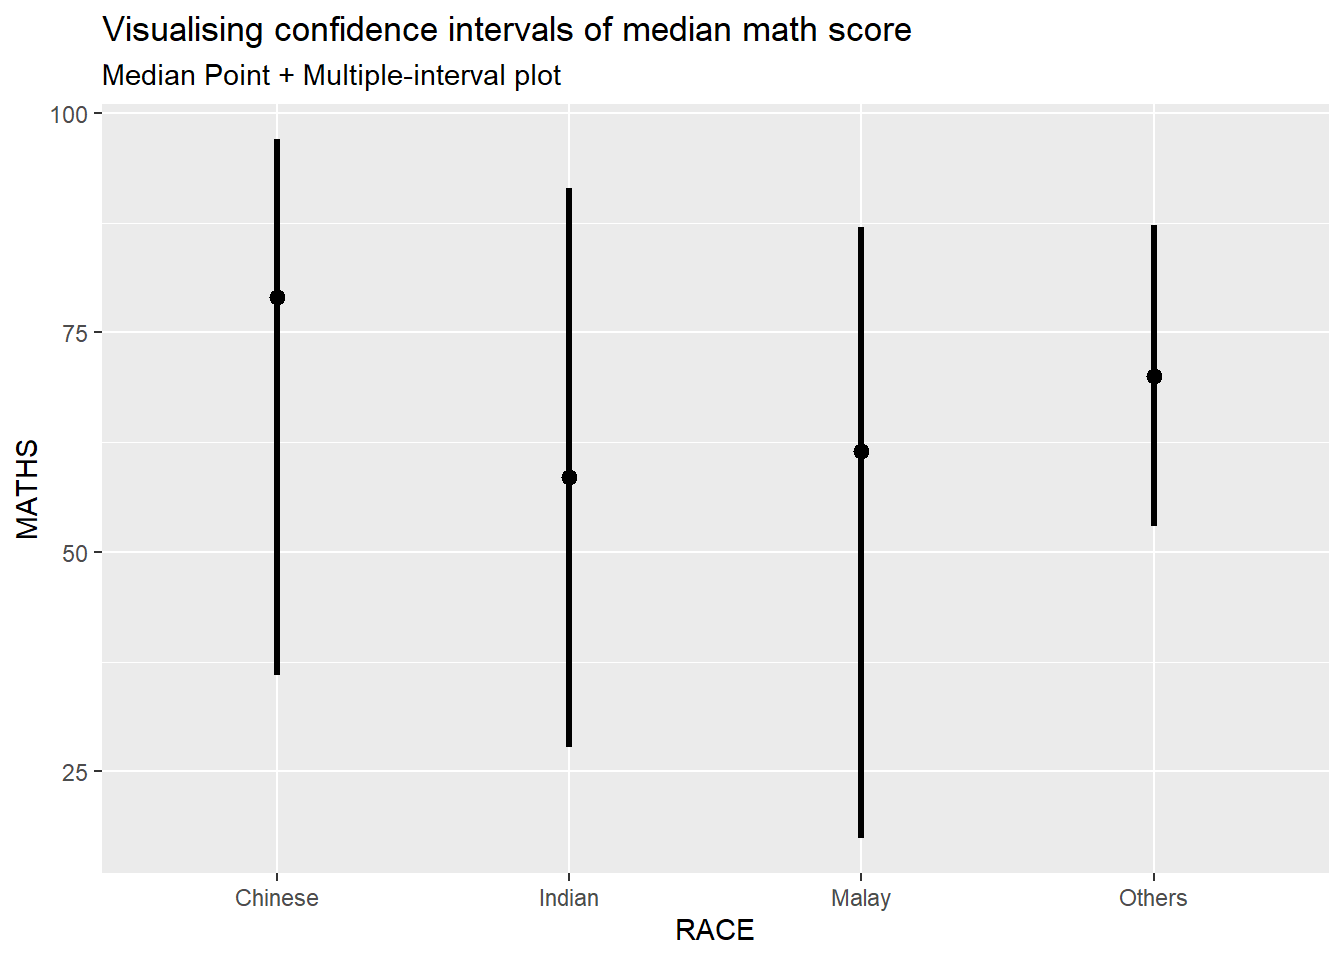 Visualising confidence intervals of median math score
Median Point + Multiple-interval plot
100
75
50
25
MATHS
Chinese Indian Malay Others
RACE